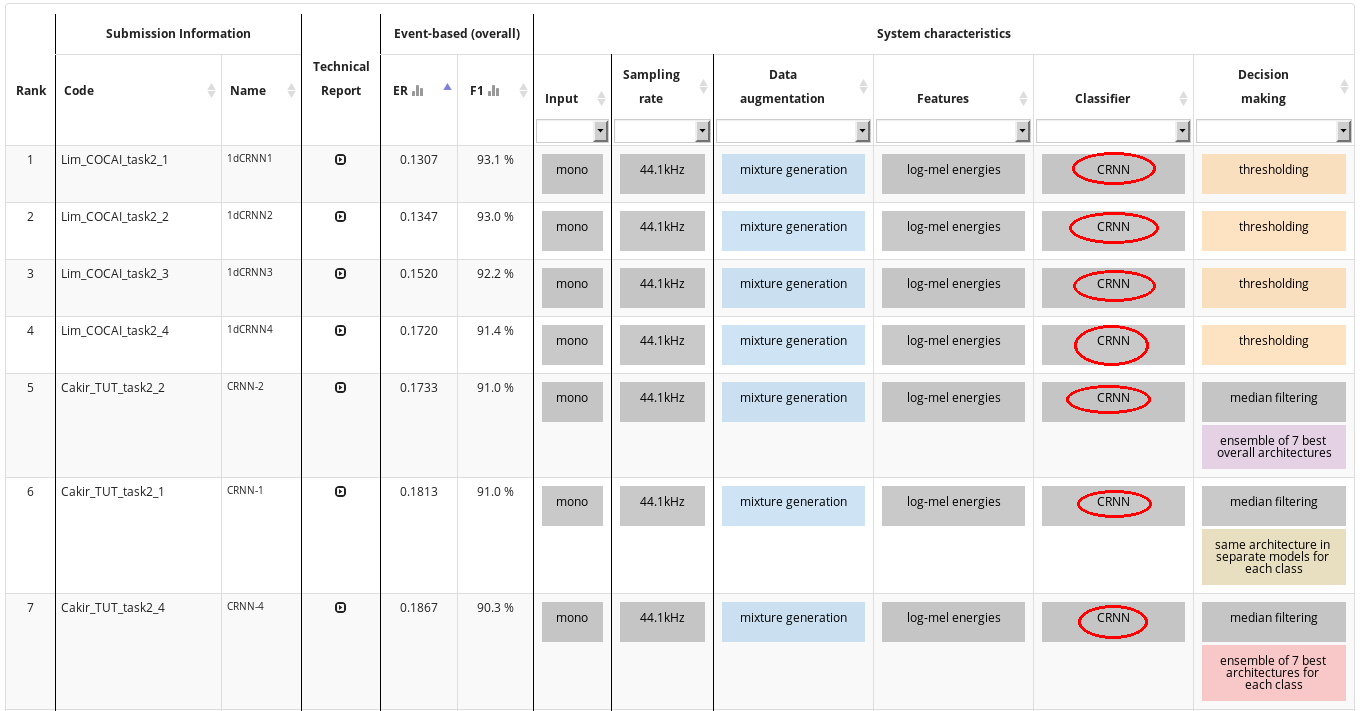 Submission Information Event-based (overall) System characteristics
Rank Code Name Technical Report ER F1 Input Sampling rate Data augmentation Features Classifier Decision making
1 Lim_COCAI_task2_1 1dCRNN1 0.1307 93.1 % mono 44.1kHz mixture generation log-mel energies CRNN thresholding
2 Lim_COCAI_task2_2 1dCRNN2 0.1347 93.0 % mono 44.1kHz mixture generation log-mel energies CRNN thresholding
3 Lim_COCAI_task2_3 1dCRNN3 0.1520 92.2 % mono 44.1kHz mixture generation log-mel energies CRNN thresholding
4 Lim_COCAI_task2_4 1dCRNN4 0.1720 91.4 % mono 44.1kHz mixture generation log-mel energies CRNN thresholding
5 Cakir_TUT_task2_2 CRNN-2 0.1733 91.0 % mono 44.1kHz mixture generation log-mel energies CRNN median filtering
ensemble of 7 best
overall architectures
6 Cakir_TUT_task2_1 CRNN-1 0.1813 91.0 % mono 44.1kHz mixture generation log-mel energies CRNN median filtering
same architecture in
separate models for
each class
7 Cakir_TUT_task2_4 CRNN-4 0.1867 90.3 % mono 44.1kHz mixture generation log-mel energies CRNN median filtering
ensemble of 7 best
architectures for
each class